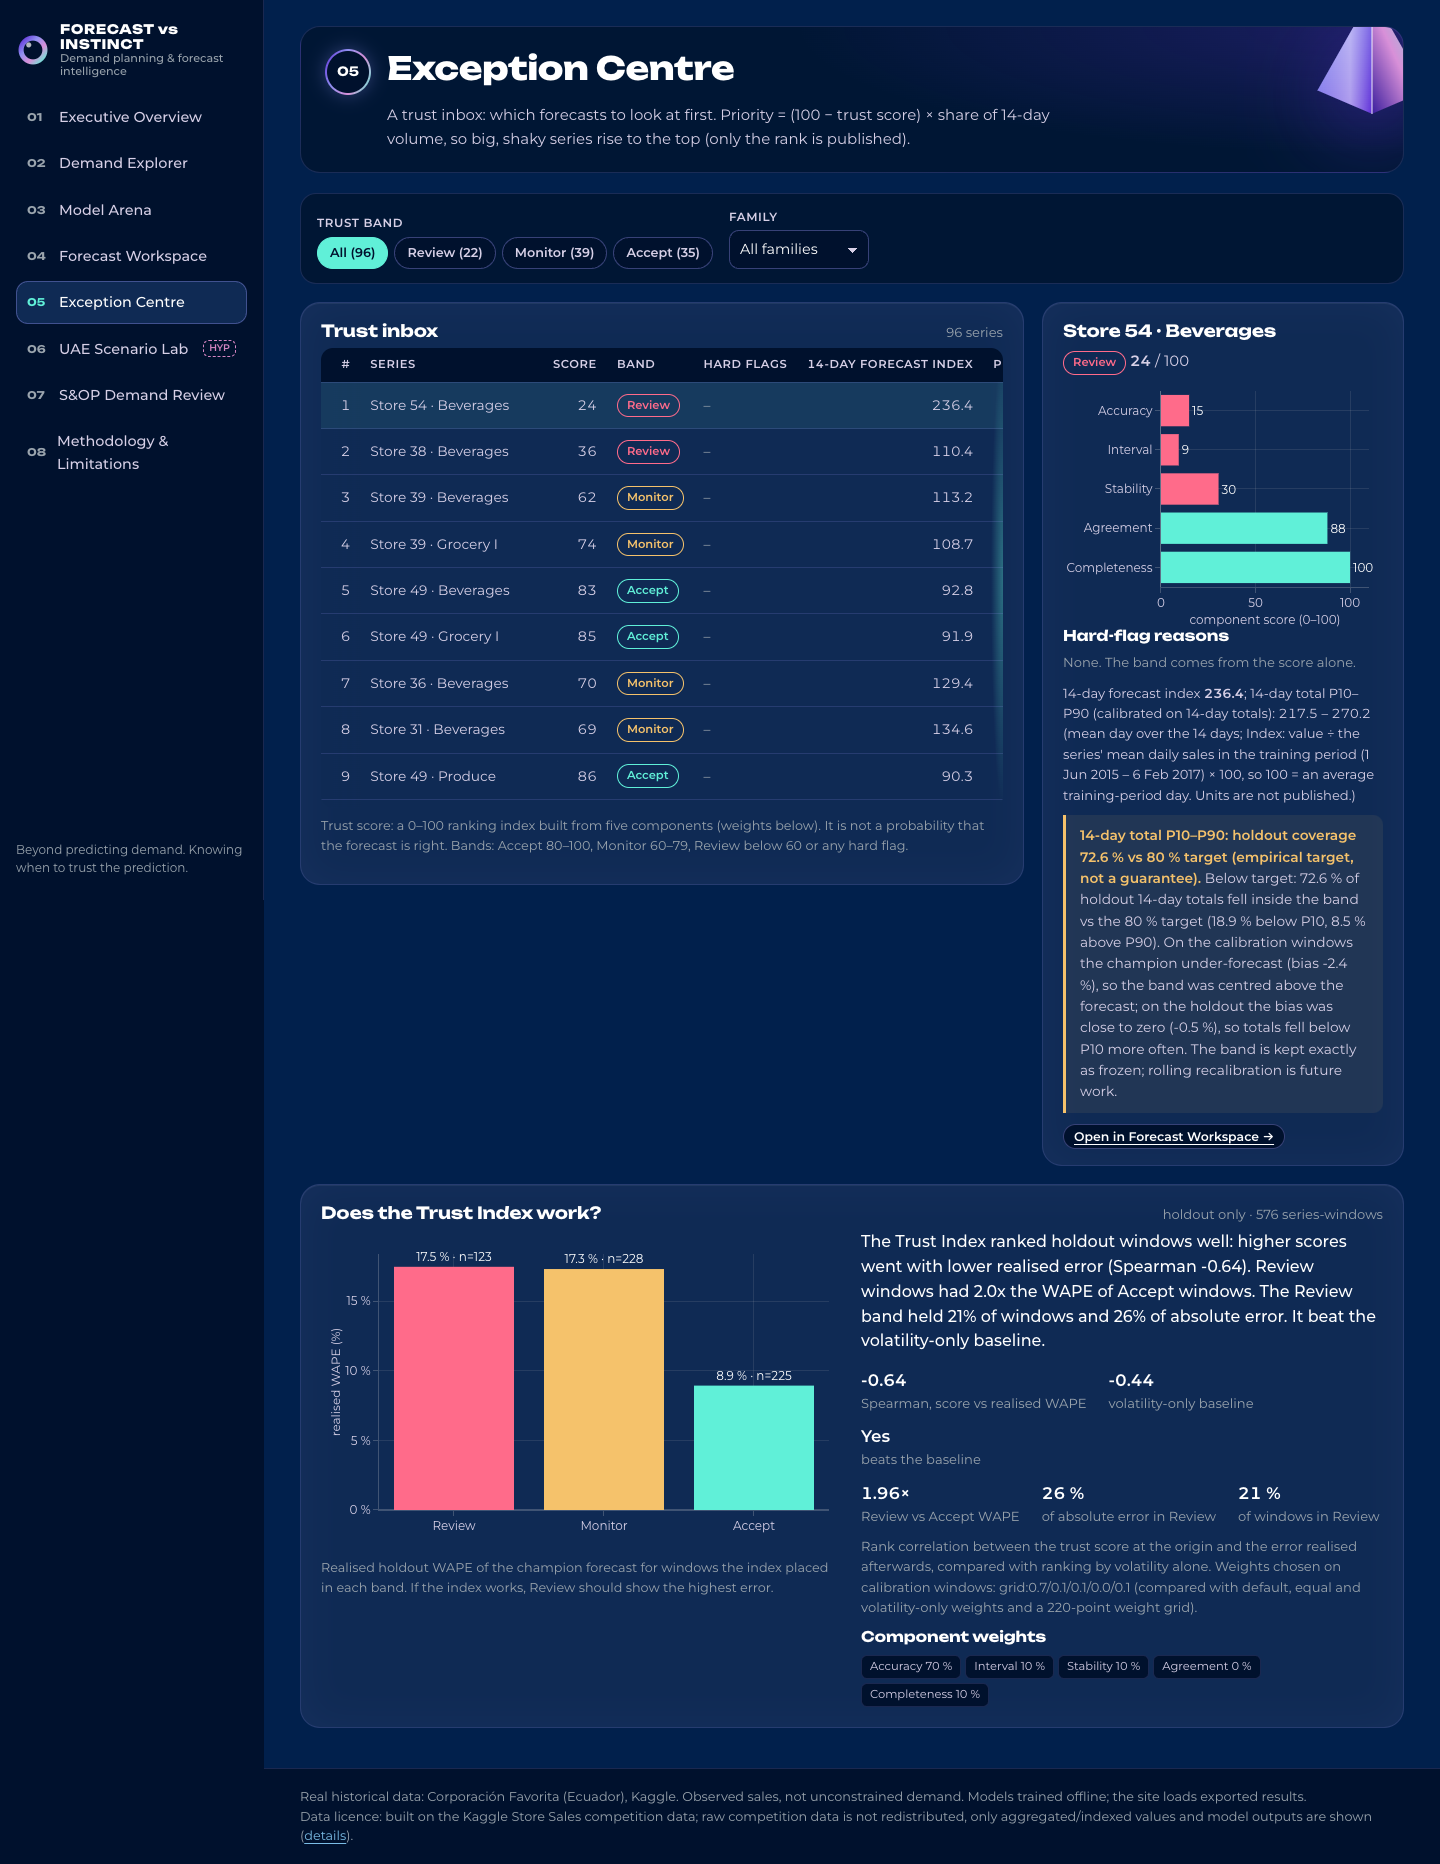 FORECAST vs
INSTINCT
Demand planning & forecast
intelligence
01 Executive Overview
02 Demand Explorer
03 Model Arena
04 Forecast Workspace
05 Exception Centre
06 UAE Scenario Lab HYP
07 S&OP Demand Review
08 Methodology &
Limitations
Beyond predicting demand. Knowing
when to trust the prediction.
05 Exception Centre
A trust inbox: which forecasts to look at first. Priority = (100 − trust score) × share of 14-day
volume, so big, shaky series rise to the top (only the rank is published).
TRUST BAND
All (96) Review (22) Monitor (39) Accept (35)
FAMILY
All families
Trust inbox 96 series
# SERIES SCORE BAND HARD FLAGS 14-DAY FORECAST INDEX P
1 Store 54 · Beverages 24 Review – 236.4
2 Store 38 · Beverages 36 Review – 110.4
3 Store 39 · Beverages 62 Monitor – 113.2
4 Store 39 · Grocery I 74 Monitor – 108.7
5 Store 49 · Beverages 83 Accept – 92.8
6 Store 49 · Grocery I 85 Accept – 91.9
7 Store 36 · Beverages 70 Monitor – 129.4
8 Store 31 · Beverages 69 Monitor – 134.6
9 Store 49 · Produce 86 Accept – 90.3
Trust score: a 0–100 ranking index built from five components (weights below). It is not a probability that
the forecast is right. Bands: Accept 80–100, Monitor 60–79, Review below 60 or any hard flag.
Store 54 · Beverages
Review 24 / 100
Accuracy 15
Interval 9
Stability 30
Agreement 88
Completeness 100
0 50 100
component score (0–100)
Hard-flag reasons
None. The band comes from the score alone.
14-day forecast index 236.4; 14-day total P10–
P90 (calibrated on 14-day totals): 217.5 – 270.2
(mean day over the 14 days; Index: value ÷ the
series' mean daily sales in the training period (1
Jun 2015 – 6 Feb 2017) × 100, so 100 = an average
training-period day. Units are not published.)
14-day total P10–P90: holdout coverage
72.6 % vs 80 % target (empirical target,
not a guarantee). Below target: 72.6 % of
holdout 14-day totals fell inside the band
vs the 80 % target (18.9 % below P10, 8.5 %
above P90). On the calibration windows
the champion under-forecast (bias -2.4
%), so the band was centred above the
forecast; on the holdout the bias was
close to zero (-0.5 %), so totals fell below
P10 more often. The band is kept exactly
as frozen; rolling recalibration is future
work.
Open in Forecast Workspace →
Does the Trust Index work? holdout only · 576 series-windows
17.5 % · n=123
17.3 % · n=228
8.9 % · n=225
15 %
10 %
5 %
0 %
realised WAPE (%)
Review Monitor Accept
Realised holdout WAPE of the champion forecast for windows the index placed
in each band. If the index works, Review should show the highest error.
The Trust Index ranked holdout windows well: higher scores
went with lower realised error (Spearman -0.64). Review
windows had 2.0x the WAPE of Accept windows. The Review
band held 21% of windows and 26% of absolute error. It beat the
volatility-only baseline.
-0.64 -0.44
Spearman, score vs realised WAPE volatility-only baseline
Yes
beats the baseline
1.96× 26 % 21 %
Review vs Accept WAPE of absolute error in Review of windows in Review
Rank correlation between the trust score at the origin and the error realised
afterwards, compared with ranking by volatility alone. Weights chosen on
calibration windows: grid:0.7/0.1/0.1/0.0/0.1 (compared with default, equal and
volatility-only weights and a 220-point weight grid).
Component weights
Accuracy 70 % Interval 10 % Stability 10 % Agreement 0 %
Completeness 10 %
Real historical data: Corporación Favorita (Ecuador), Kaggle. Observed sales, not unconstrained demand. Models trained offline; the site loads exported results.
Data licence: built on the Kaggle Store Sales competition data; raw competition data is not redistributed, only aggregated/indexed values and model outputs are shown
(details).